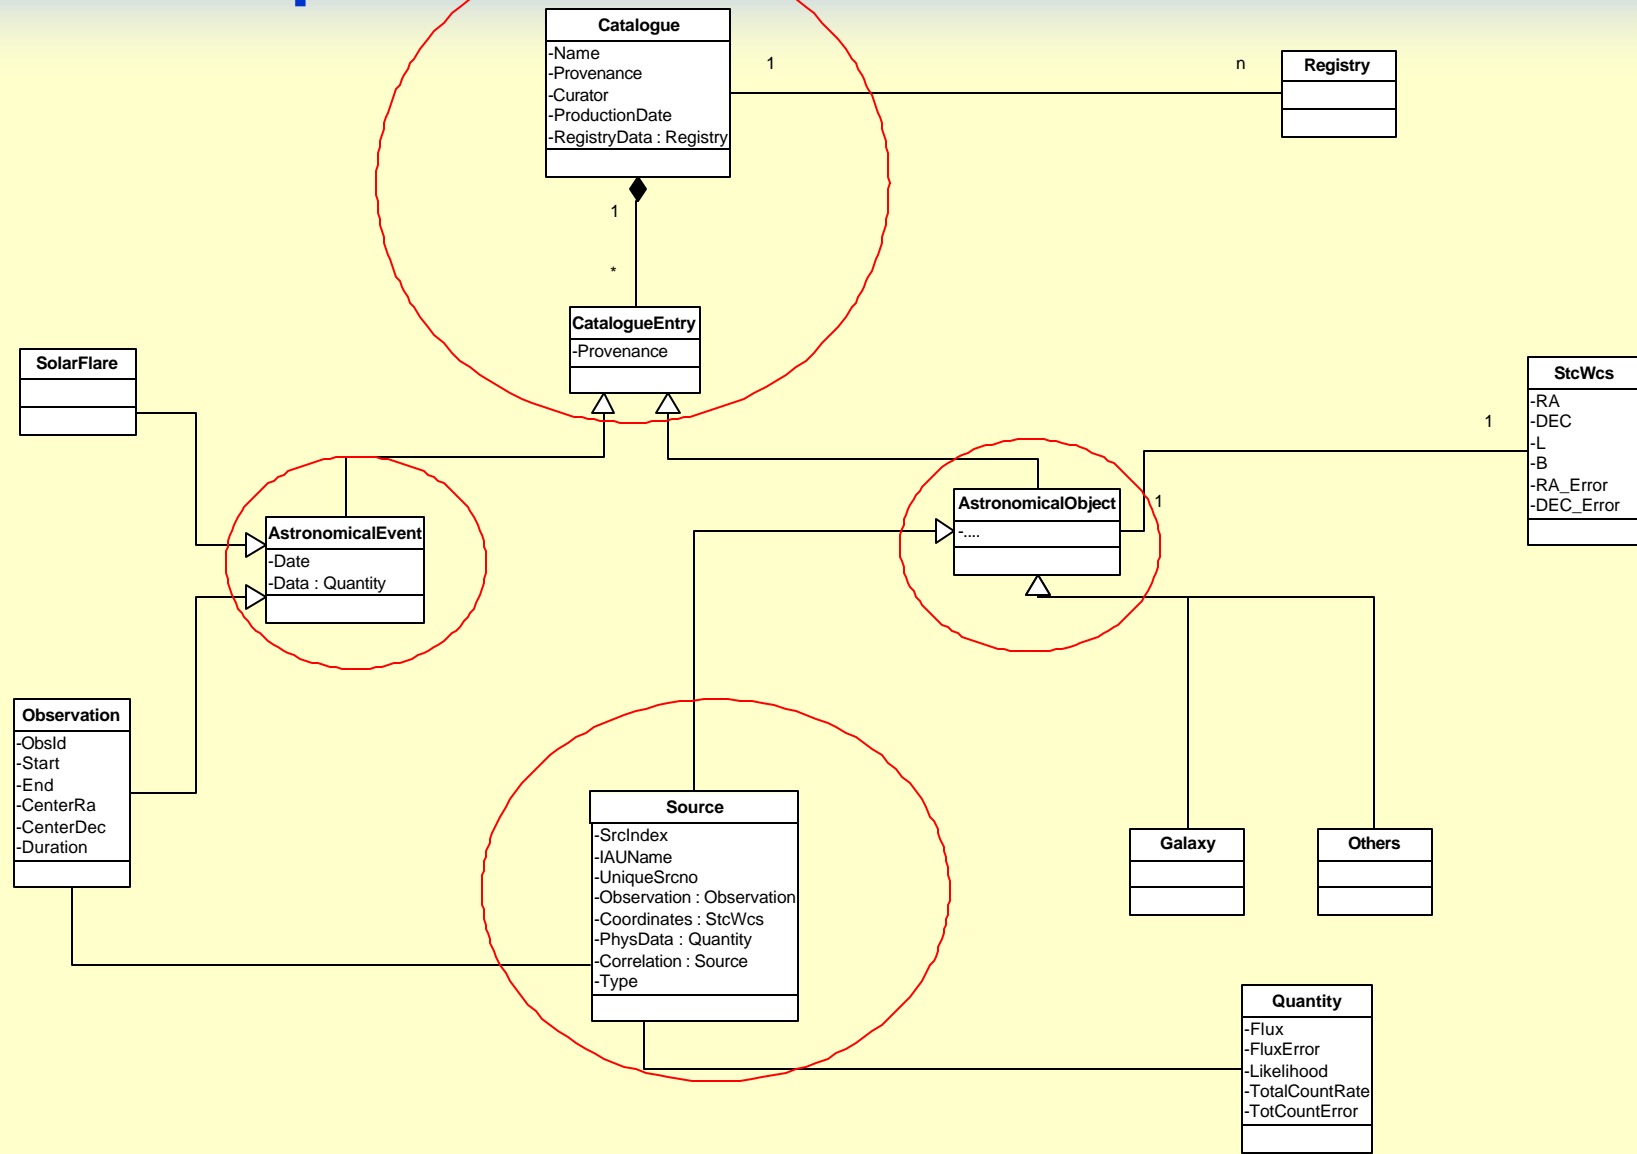 Catalogue
-Name
-Provenance
-Curator
-ProductionDate
-RegistryData : Registry
1
n
Registry
1
*
CatalogueEntry
-Provenance
SolarFlare
StcWcs
-RA
-DEC
-L
-B
-RA_Error
-DEC_Error
1
1
AstronomicalObject
-....
AstronomicalEvent
-Date
-Data : Quantity
Observation
-ObsId
-Start
-End
-CenterRa
-CenterDec
-Duration
Source
-SrcIndex
-IAUName
-UniqueSrcno
-Observation : Observation
-Coordinates : StcWcs
-PhysData : Quantity
-Correlation : Source
-Type
Galaxy
Others
Quantity
-Flux
-FluxError
-Likelihood
-TotalCountRate
-TotCountError